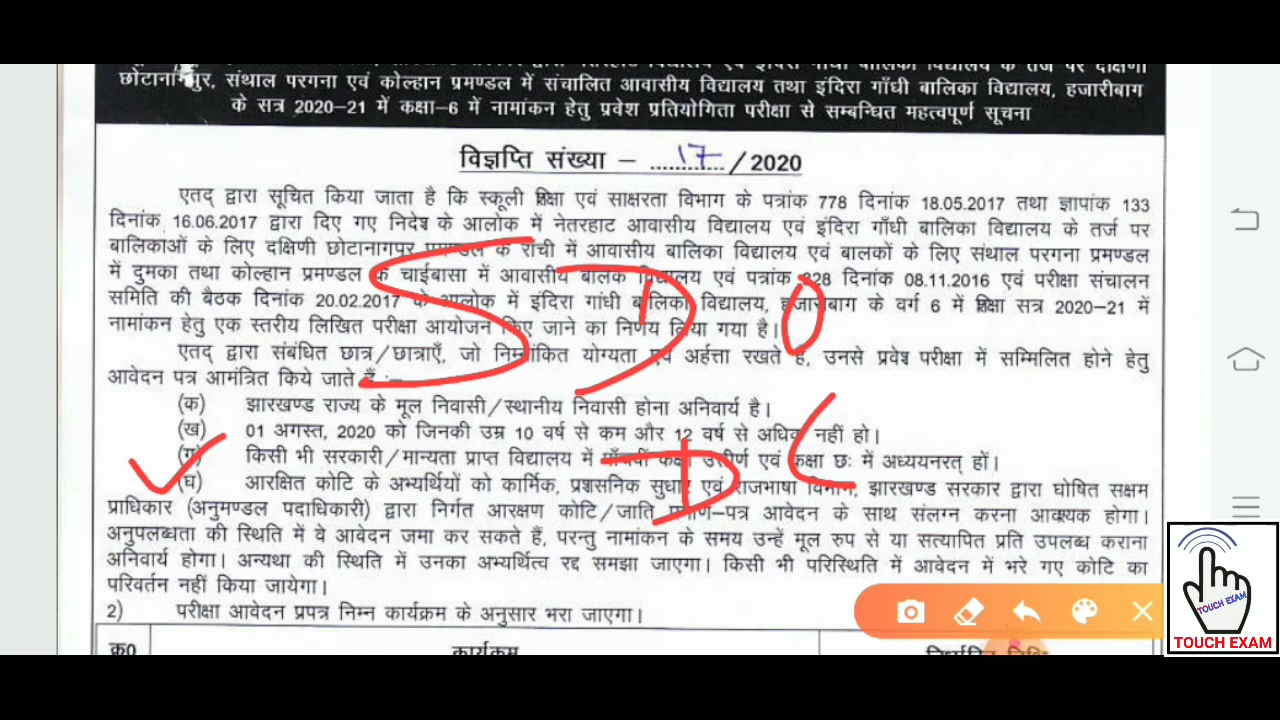 छोटानागपुर, संथाल परगना एवं कोल्हान प्रमण्डल में संचालित आवासीय विद्यालय तथा इंदिरा गाँधी बालिका विद्यालय, हजारीबाग
के सत्र 2020-21 में कक्षा-6 में नामांकन हेतु प्रवेश प्रतियोगिता परीक्षा से सम्बन्धित महत्वपूर्ण सूचना
विज्ञप्ति संख्या - ....17..../2020
एतद् द्वारा सूचित किया जाता है कि स्कूली शिक्षा एवं साक्षरता विभाग के पत्रांक 778 दिनांक 18.05.2017 तथा ज्ञापांक 133
दिनांक 16.06.2017 द्वारा दिए गए निदेश के आलोक में नेतरहाट आवासीय विद्यालय एवं इंदिरा गाँधी बालिका विद्यालय के तर्ज पर
बालिकाओं के लिए दक्षिणी छोटानागपुर प्रमण्डल के रांची में आवासीय बालिका विद्यालय एवं बालकों के लिए संथाल परगना प्रमण्डल
में दुमका तथा कोल्हान प्रमण्डल के चाईबासा में आवासीय बालक विद्यालय एवं पत्रांक 828 दिनांक 08.11.2016 एवं परीक्षा संचालन
समिति की बैठक दिनांक 20.02.2017 के आलोक में इंदिरा गांधी बालिका विद्यालय, हजारीबाग के वर्ग 6 में शिक्षा सत्र 2020-21 में
नामांकन हेतु एक स्तरीय लिखित परीक्षा आयोजन किए जाने का निर्णय लिया गया है।
एतद् द्वारा संबंधित छात्र/छात्राएँ, जो निम्नांकित योग्यता एवं अर्हत्ता रखते हैं, उनसे प्रवेश परीक्षा में सम्मिलित होने हेतु
आवेदन पत्र आमंत्रित किये जाते हैं :-
(क) झारखण्ड राज्य के मूल निवासी/स्थानीय निवासी होना अनिवार्य है।
(ख) 01 अगस्त, 2020 को जिनकी उम्र 10 वर्ष से कम और 12 वर्ष से अधिक नहीं हो।
(ग) किसी भी सरकारी/मान्यता प्राप्त विद्यालय में पाँचवीं कक्षा उत्तीर्ण एवं कक्षा छः में अध्ययनरत् हों।
(घ) आरक्षित कोटि के अभ्यर्थियों को कार्मिक, प्रशसनिक सुधार एवं राजभाषा विभाग, झारखण्ड सरकार द्वारा घोषित सक्षम
प्राधिकार (अनुमण्डल पदाधिकारी) द्वारा निर्गत आरक्षण कोटि/जाति प्रमाण-पत्र आवेदन के साथ संलग्न करना आवश्यक होगा।
अनुपलब्धता की स्थिति में वे आवेदन जमा कर सकते हैं, परन्तु नामांकन के समय उन्हें मूल रुप से या सत्यापित प्रति उपलब्ध कराना
अनिवार्य होगा। अन्यथा की स्थिति में उनका अभ्यर्थित्व रद्द समझा जाएगा। किसी भी परिस्थिति में आवेदन में भरे गए कोटि का
परिवर्तन नहीं किया जायेगा।
2) परीक्षा आवेदन प्रपत्र निम्न कार्यक्रम के अनुसार भरा जाएगा।
क्र0 कार्यक्रम
S D O
D C
TOUCH EXAM
TOUCH EXAM